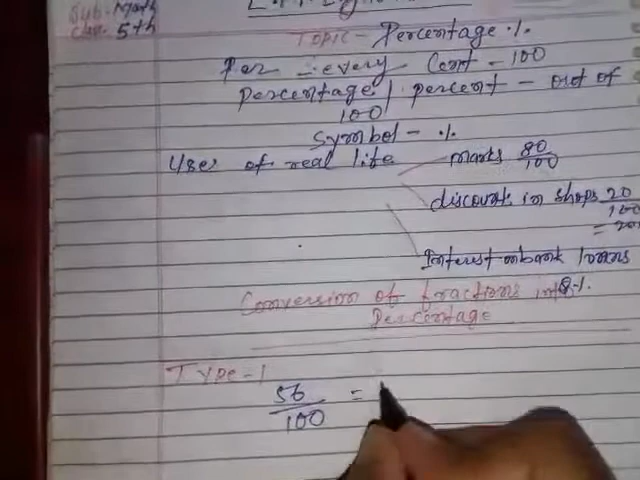 Sub- Math
Class- 5th
Topic- Percentage %
Per - every Cent - 100
Percentage / percent - out of
100
Symbol - %
Uses of real life
marks 80/100
discount in shops 20/100
= 20%
Interest on bank loans
Conversion of fractions into %
Percentage
Type-1
56/100 =